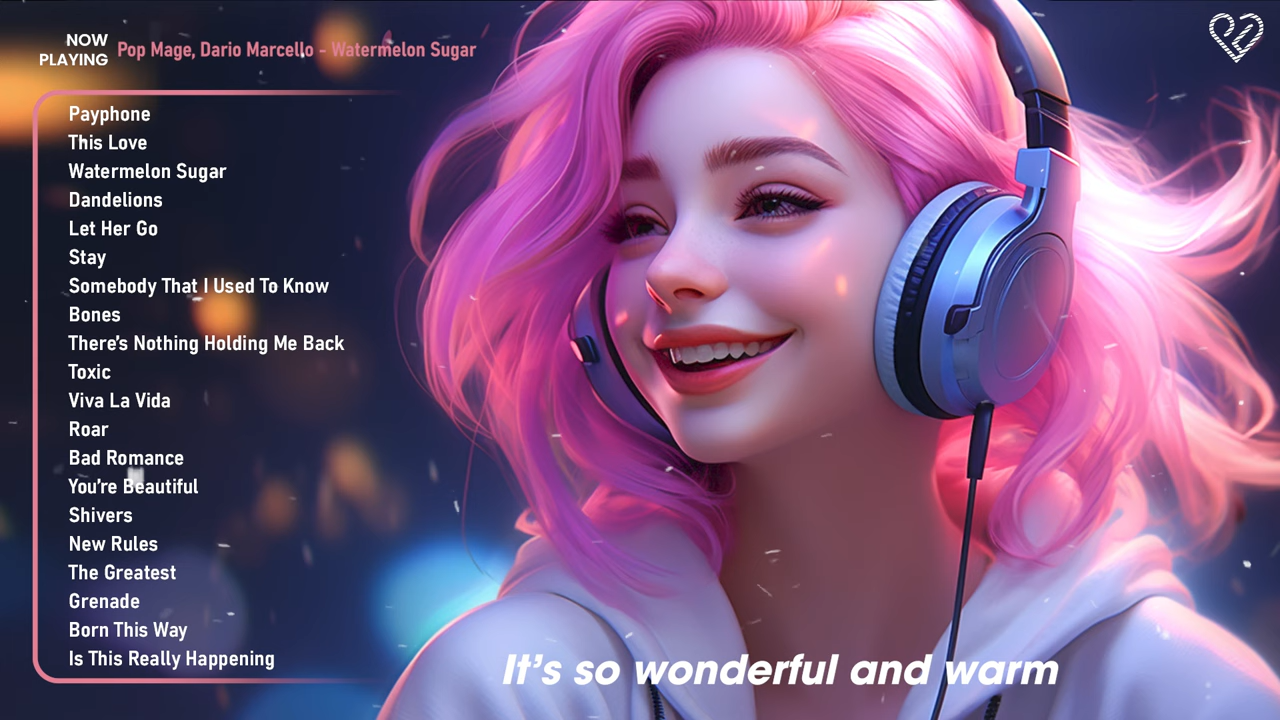 NOW
PLAYING
Pop Mage, Dario Marcello - Watermelon Sugar
Payphone
This Love
Watermelon Sugar
Dandelions
Let Her Go
Stay
Somebody That I Used To Know
Bones
There's Nothing Holding Me Back
Toxic
Viva La Vida
Roar
Bad Romance
You're Beautiful
Shivers
New Rules
The Greatest
Grenade
Born This Way
Is This Really Happening
It's so wonderful and warm